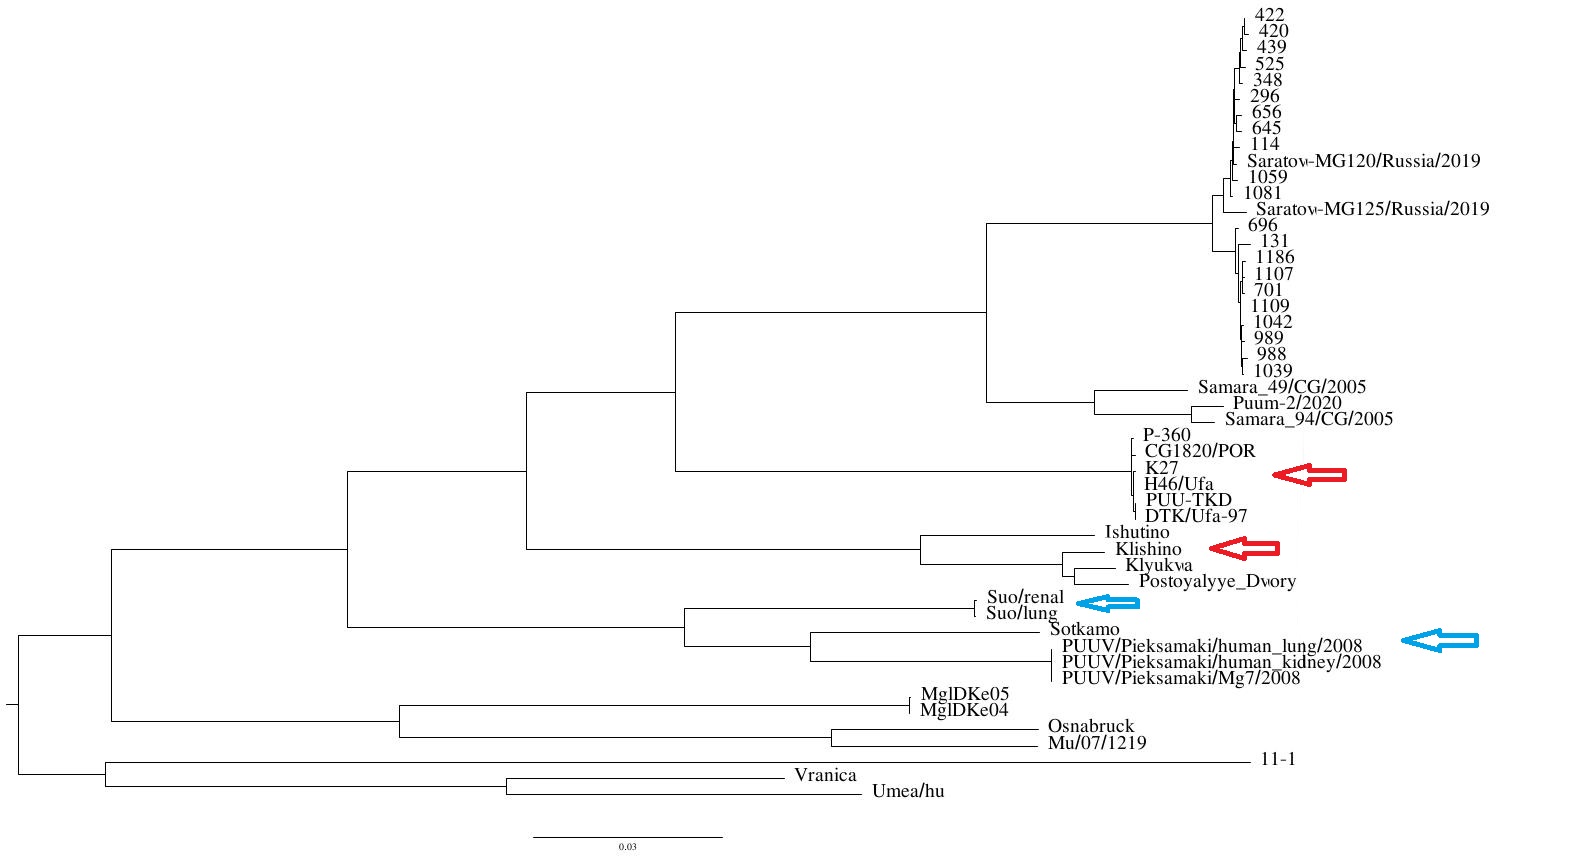 422
420
439
525
348
296
656
645
114
Saratov-MG120/Russia/2019
1059
1081
Saratov-MG125/Russia/2019
696
131
1186
1107
701
1109
1042
989
988
1039
Samara_49/CG/2005
Puum-2/2020
Samara_94/CG/2005
P-360
CG1820/POR
K27
H46/Ufa
PUU-TKD
DTK/Ufa-97
Ishutino
Klishino
Klyukva
Postoyalyye_Dvory
Suo/renal
Suo/lung
Sotkamo
PUUV/Pieksamaki/human_lung/2008
PUUV/Pieksamaki/human_kidney/2008
PUUV/Pieksamaki/Mg7/2008
MglDKe05
MglDKe04
Osnabruck
Mu/07/1219
11-1
Vranica
Umea/hu
0.03